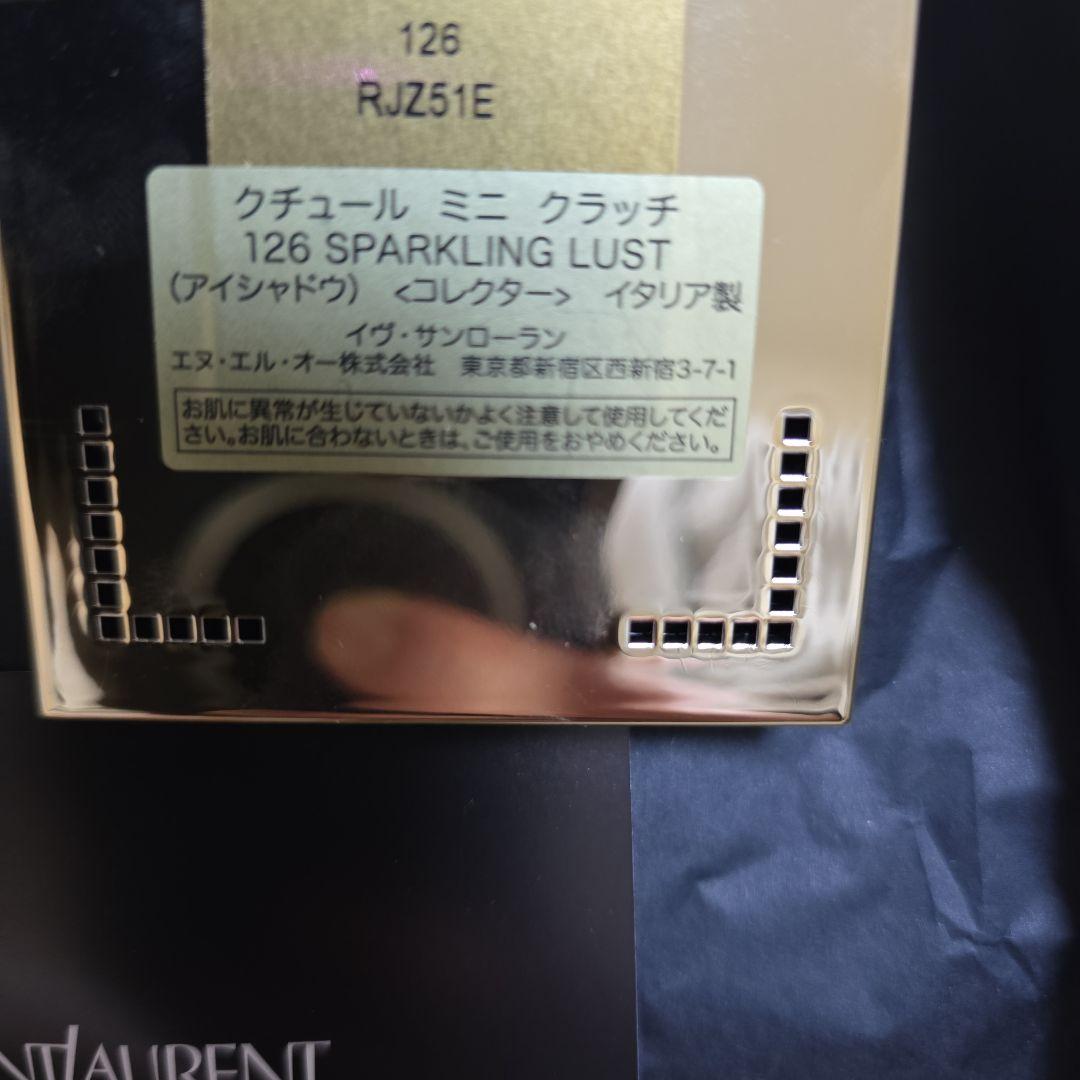 126
RJZ51E
クチュール ミニ クラッチ
126 SPARKLING LUST
(アイシャドウ) <コレクター> イタリア製
イヴ・サンローラン
エヌ・エル・オー株式会社 東京都新宿区西新宿3-7-1
お肌に異常が生じていないかよく注意して使用してくだ
さい。お肌に合わないときは、ご使用をおやめください。
NTLAURENT